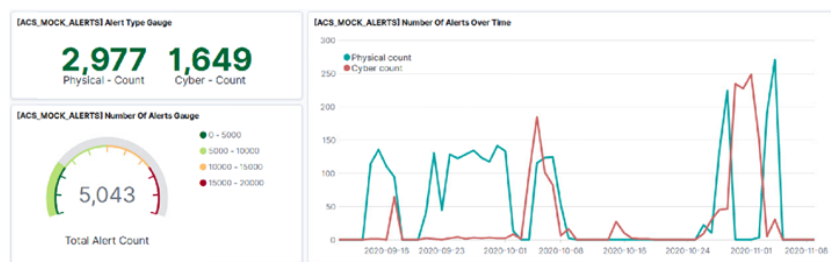 [ACS_MOCK_ALERTS] Alert Type Gauge
2,977 1,649
Physical - Count Cyber - Count
[ACS_MOCK_ALERTS] Number Of Alerts Gauge
0 - 5000
5000 - 10000
10000 - 15000
15000 - 20000
5,043
Total Alert Count
[ACS_MOCK_ALERTS] Number Of Alerts Over Time
300
Physical count
Cyber count
250
200
150
100
50
0
2020-09-15 2020-09-23 2020-10-01 2020-10-08 2020-10-16 2020-10-24 2020-11-01 2020-11-08